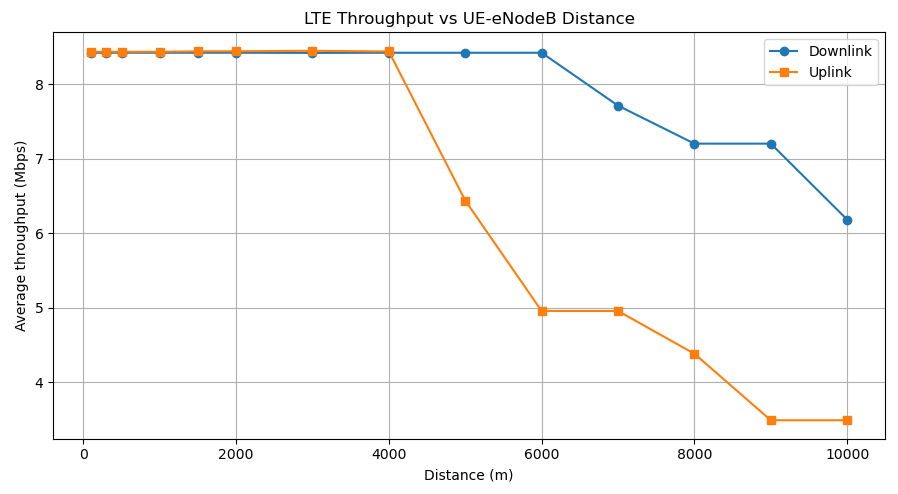 LTE Throughput vs UE-eNodeB Distance
Downlink
Uplink
Average throughput (Mbps)
8
7
6
5
4
0 2000 4000 6000 8000 10000
Distance (m)